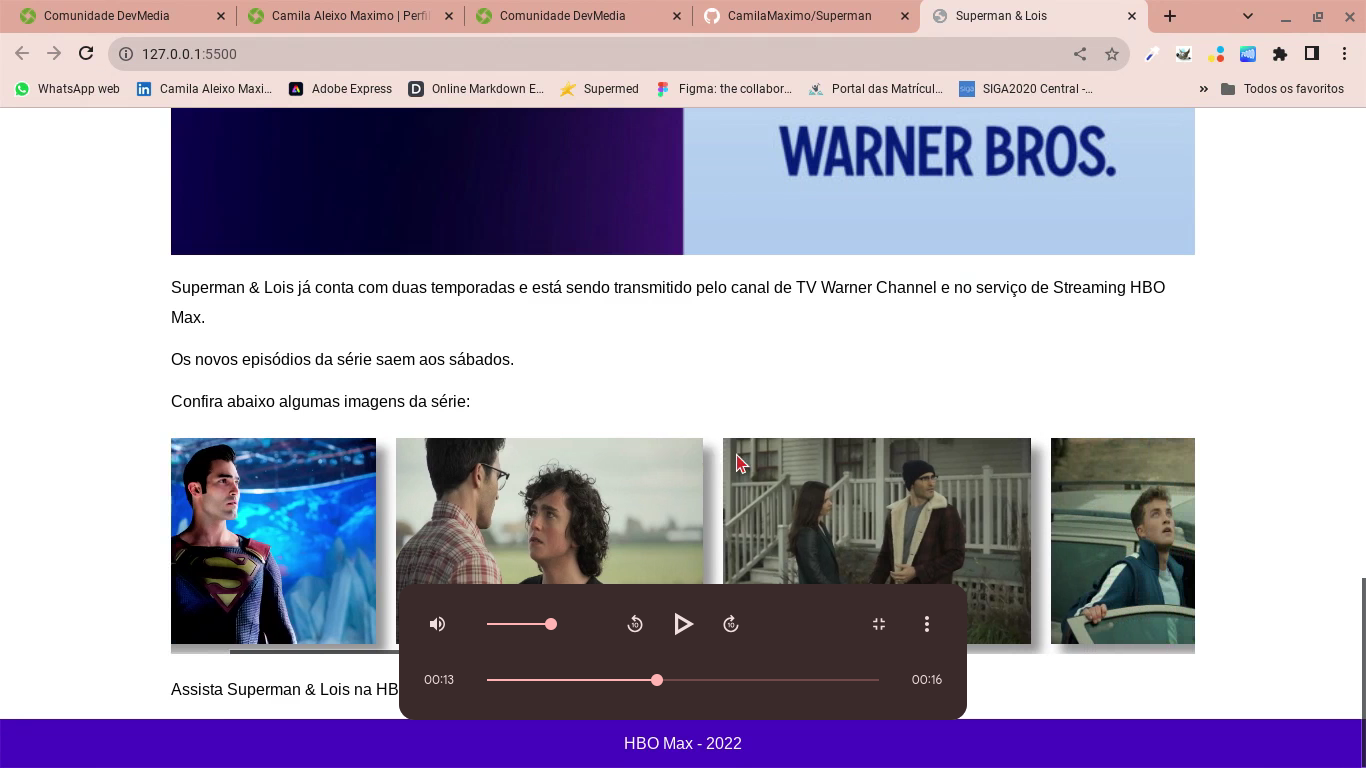 Comunidade DevMedia
Camila Aleixo Maximo | Perfil
Comunidade DevMedia
CamilaMaximo/Superman
Superman & Lois
127.0.0.1:5500
WhatsApp web
Camila Aleixo Maxi...
Adobe Express
Online Markdown E...
Supermed
Figma: the collabor...
Portal das Matrícul...
SIGA2020 Central -...
»
Todos os favoritos
WARNER BROS.
Superman & Lois já conta com duas temporadas e está sendo transmitido pelo canal de TV Warner Channel e no serviço de Streaming HBO
Max.
Os novos episódios da série saem aos sábados.
Confira abaixo algumas imagens da série:
10
10
00:13
00:16
Assista Superman & Lois na HB
HBO Max - 2022